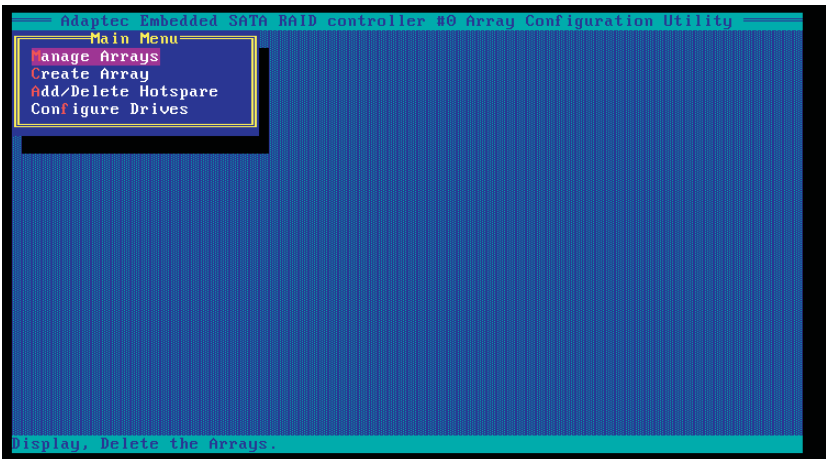 Adaptec Embedded SATA RAID controller #0 Array Configuration Utility
Main Menu
Manage Arrays
Create Array
Add/Delete Hotspare
Configure Drives
Display, Delete the Arrays.